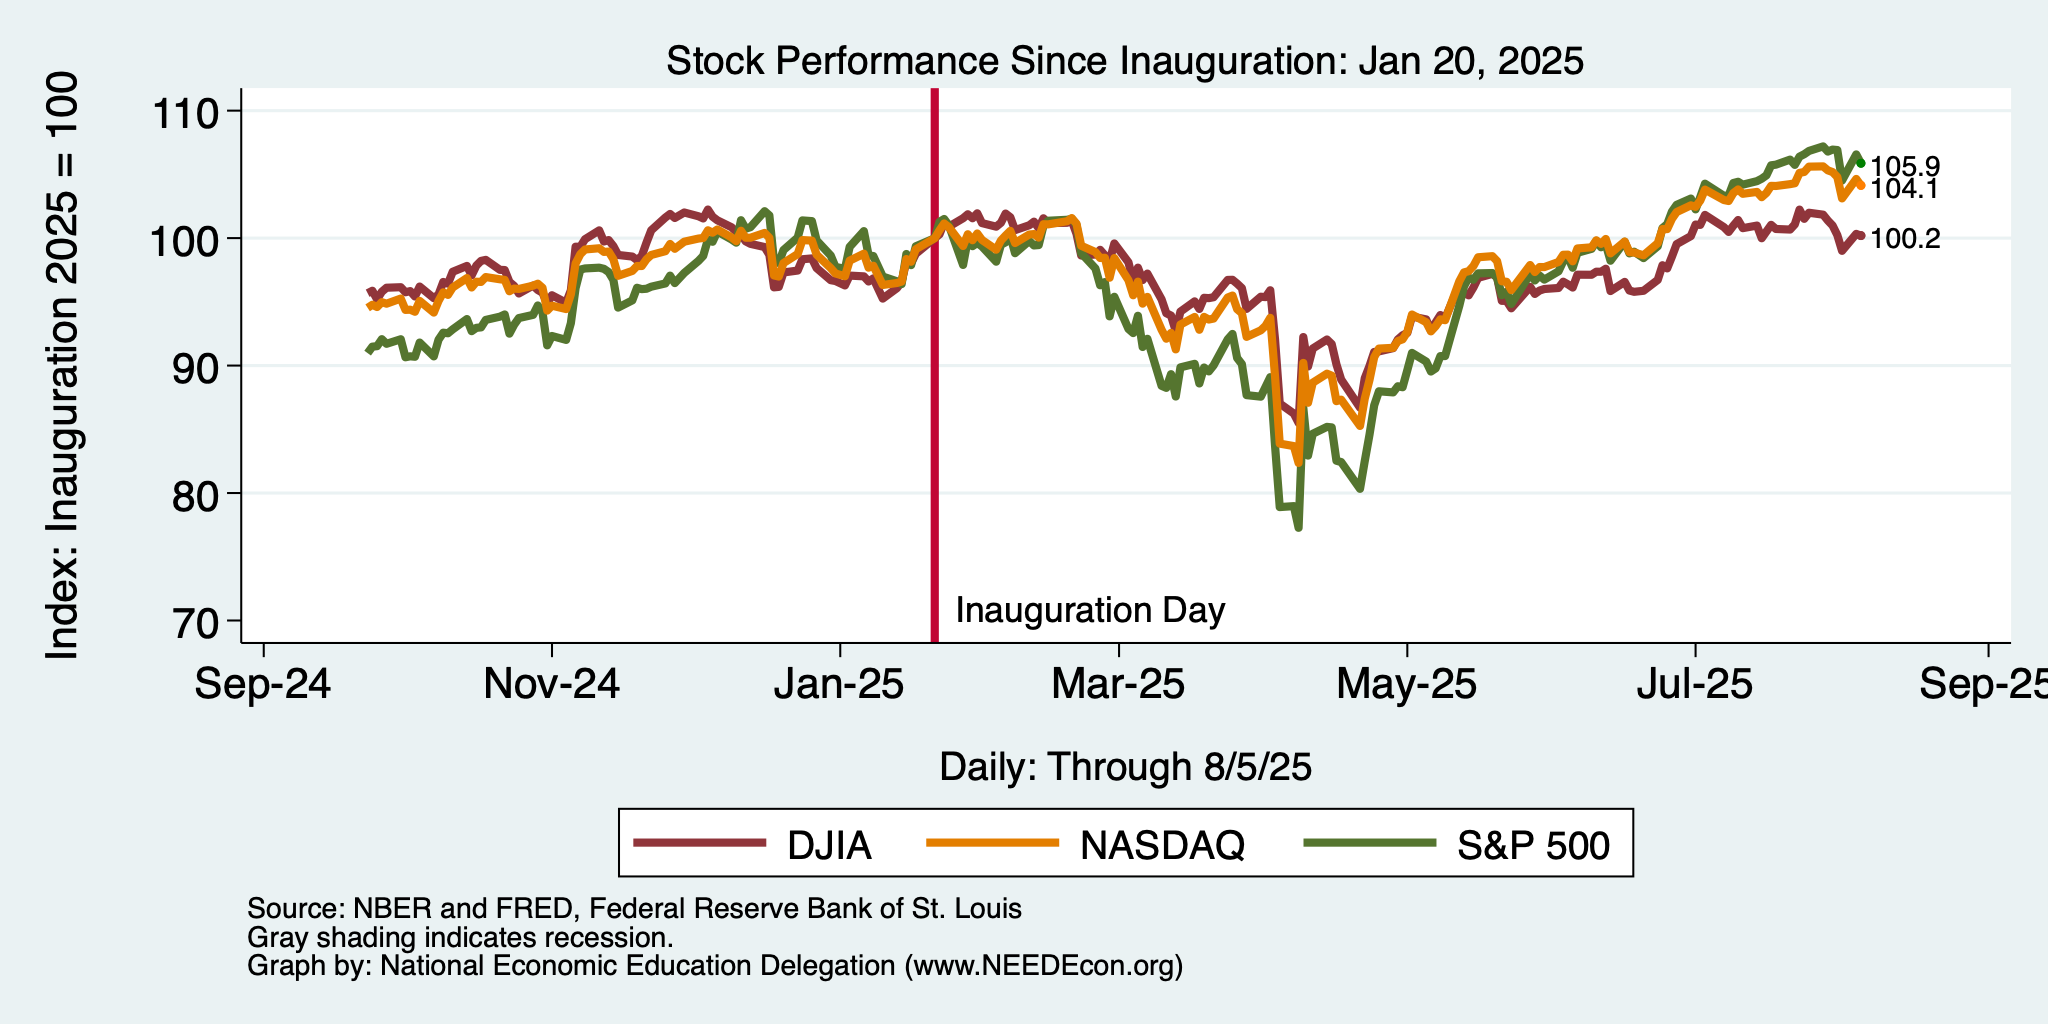 Stock Performance Since Inauguration: Jan 20, 2025
Index: Inauguration 2025 = 100
110
100
90
80
70
105.9
104.1
100.2
Inauguration Day
Sep-24 Nov-24 Jan-25 Mar-25 May-25 Jul-25 Sep-25
Daily: Through 8/5/25
DJIA NASDAQ S&P 500
Source: NBER and FRED, Federal Reserve Bank of St. Louis
Gray shading indicates recession.
Graph by: National Economic Education Delegation (www.NEEDEcon.org)